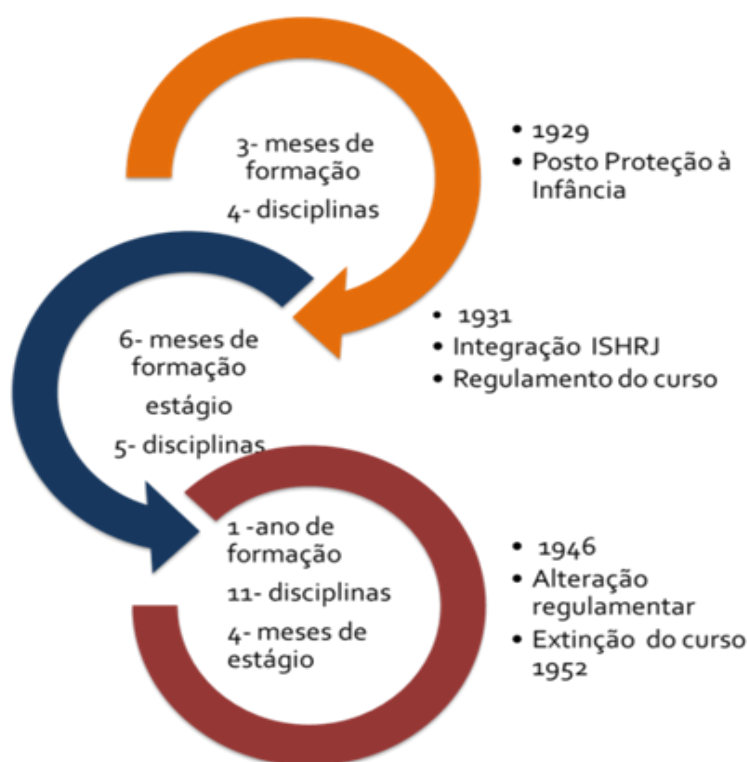 3- meses de
formação
4- disciplinas
• 1929
• Posto Proteção à
Infância
6- meses de
formação
estágio
5- disciplinas
• 1931
• Integração ISHRJ
• Regulamento do curso
1 -ano de
formação
11- disciplinas
4- meses de
estágio
• 1946
• Alteração
regulamentar
• Extinção do curso
1952